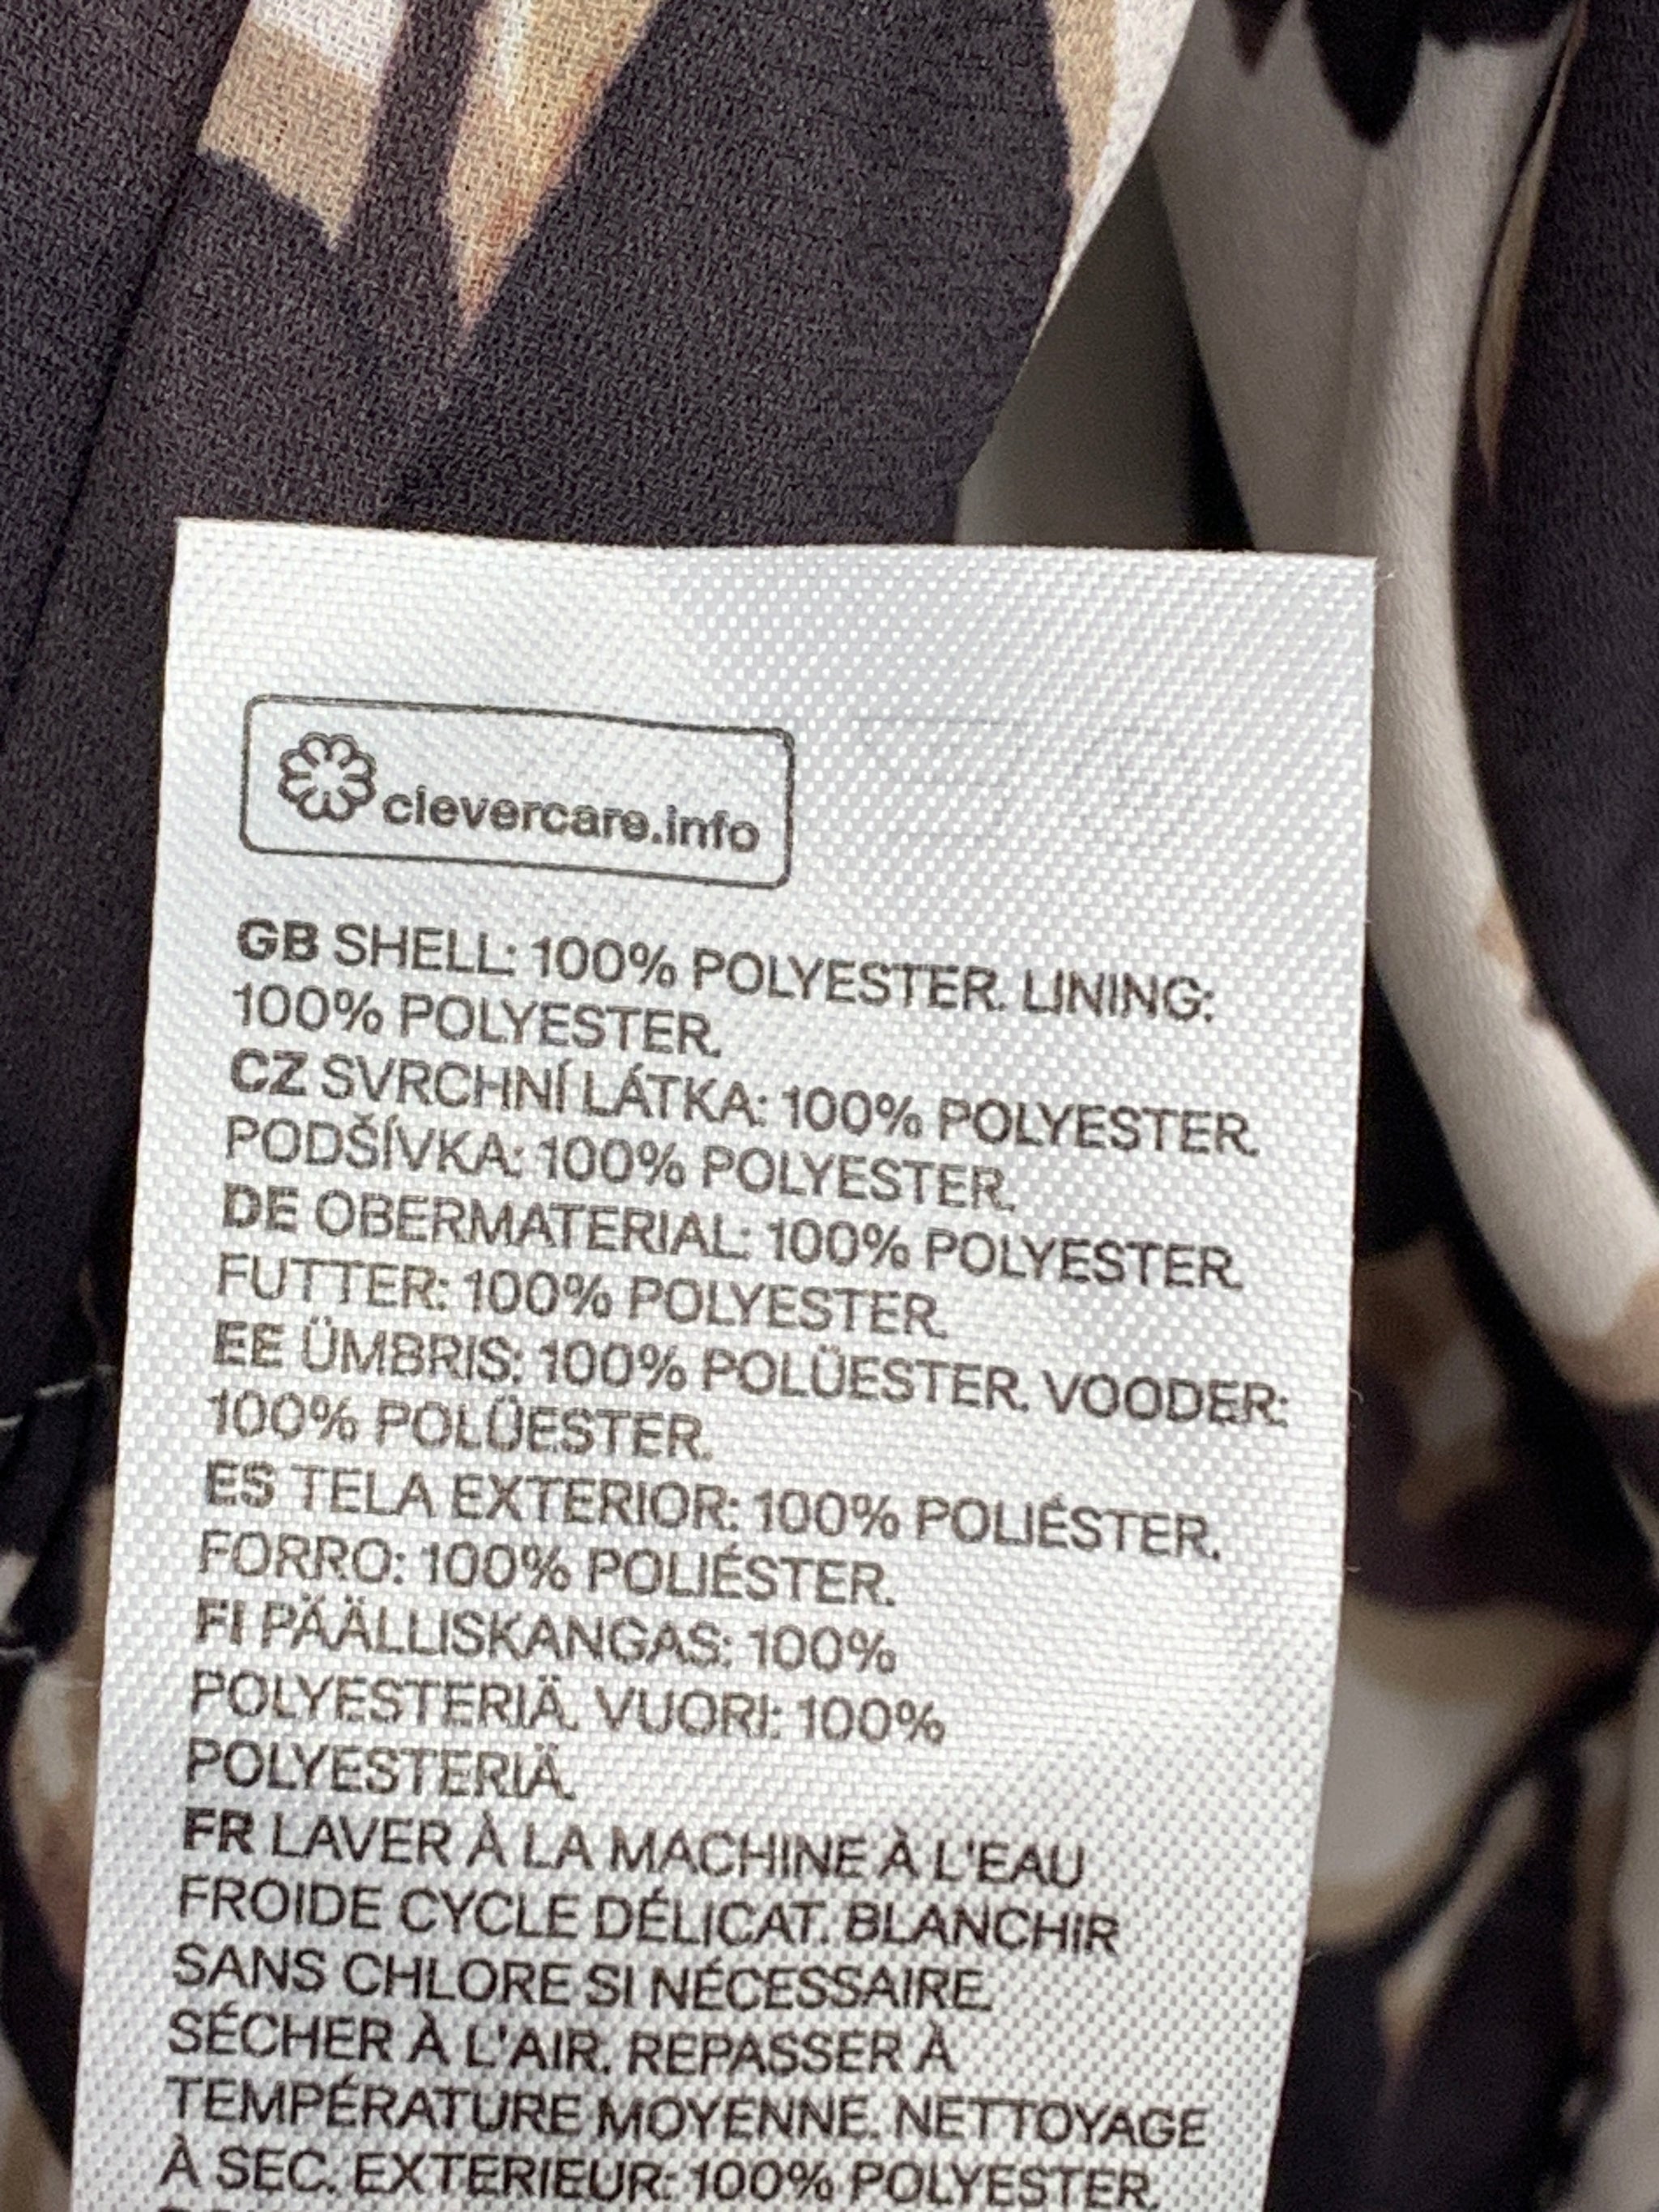 clevercare.info
GB SHELL: 100% POLYESTER. LINING:
100% POLYESTER.
CZ SVRCHNÍ LÁTKA: 100% POLYESTER.
PODŠÍVKA: 100% POLYESTER.
DE OBERMATERIAL: 100% POLYESTER.
FUTTER: 100% POLYESTER.
EE ÜMBRIS: 100% POLÜESTER. VOODER:
100% POLÜESTER.
ES TELA EXTERIOR: 100% POLIÉSTER.
FORRO: 100% POLIÉSTER.
FI PÄÄLLISKANGAS: 100%
POLYESTERIÄ. VUORI: 100%
POLYESTERIÄ.
FR LAVER À LA MACHINE À L'EAU
FROIDE CYCLE DÉLICAT. BLANCHIR
SANS CHLORE SI NÉCESSAIRE.
SÉCHER À L'AIR. REPASSER À
TEMPÉRATURE MOYENNE. NETTOYAGE
À SEC. EXTERIEUR: 100% POLYESTER.